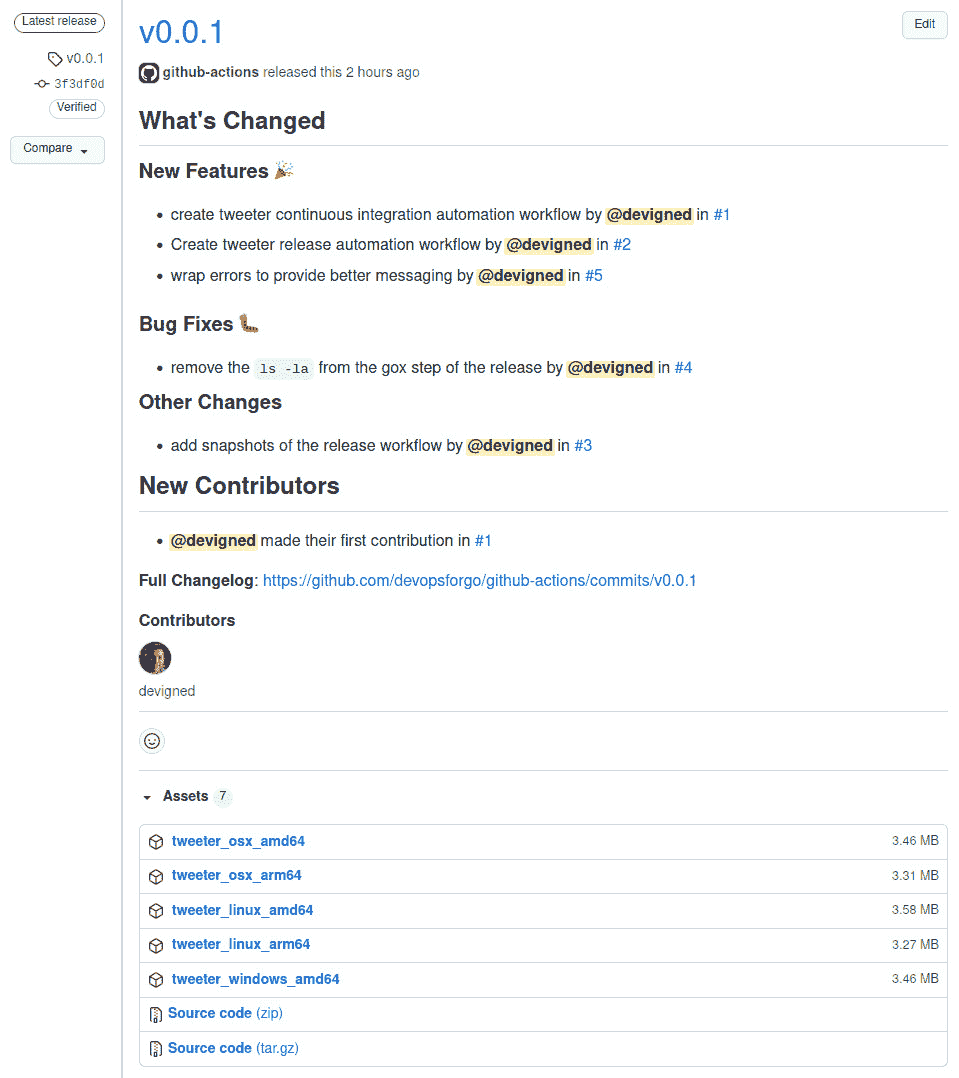 Latest release
v0.0.1
3f3df0d
Verified
Compare
v0.0.1
Edit
github-actions released this 2 hours ago
What's Changed
New Features
create tweeter continuous integration automation workflow by @devigned in #1
Create tweeter release automation workflow by @devigned in #2
wrap errors to provide better messaging by @devigned in #5
Bug Fixes
remove the ls -la from the gox step of the release by @devigned in #4
Other Changes
add snapshots of the release workflow by @devigned in #3
New Contributors
@devigned made their first contribution in #1
Full Changelog: https://github.com/devopsforgo/github-actions/commits/v0.0.1
Contributors
devigned
Assets 7
tweeter_osx_amd64 3.46 MB
tweeter_osx_arm64 3.31 MB
tweeter_linux_amd64 3.58 MB
tweeter_linux_arm64 3.27 MB
tweeter_windows_amd64 3.46 MB
Source code (zip)
Source code (tar.gz)